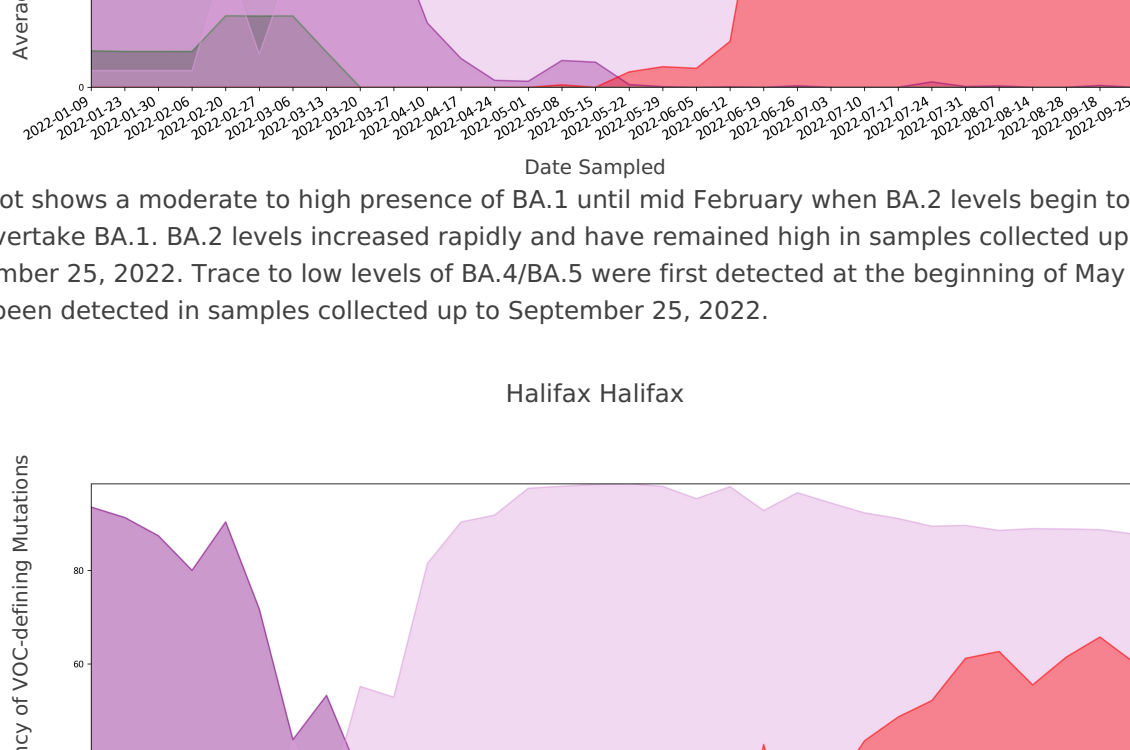 Average
0
2022-01-09 2022-01-23 2022-01-30 2022-02-06 2022-02-20 2022-02-27 2022-03-06 2022-03-13 2022-03-20 2022-03-27 2022-04-10 2022-04-17 2022-04-24 2022-05-01 2022-05-08 2022-05-15 2022-05-22 2022-05-29 2022-06-05 2022-06-12 2022-06-19 2022-06-26 2022-07-03 2022-07-10 2022-07-17 2022-07-24 2022-07-31 2022-08-07 2022-08-14 2022-08-28 2022-09-18 2022-09-25
Date Sampled
ot shows a moderate to high presence of BA.1 until mid February when BA.2 levels begin to
vertake BA.1. BA.2 levels increased rapidly and have remained high in samples collected up
mber 25, 2022. Trace to low levels of BA.4/BA.5 were first detected at the beginning of May
been detected in samples collected up to September 25, 2022.
Halifax Halifax
ncy of VOC-defining Mutations
80
60